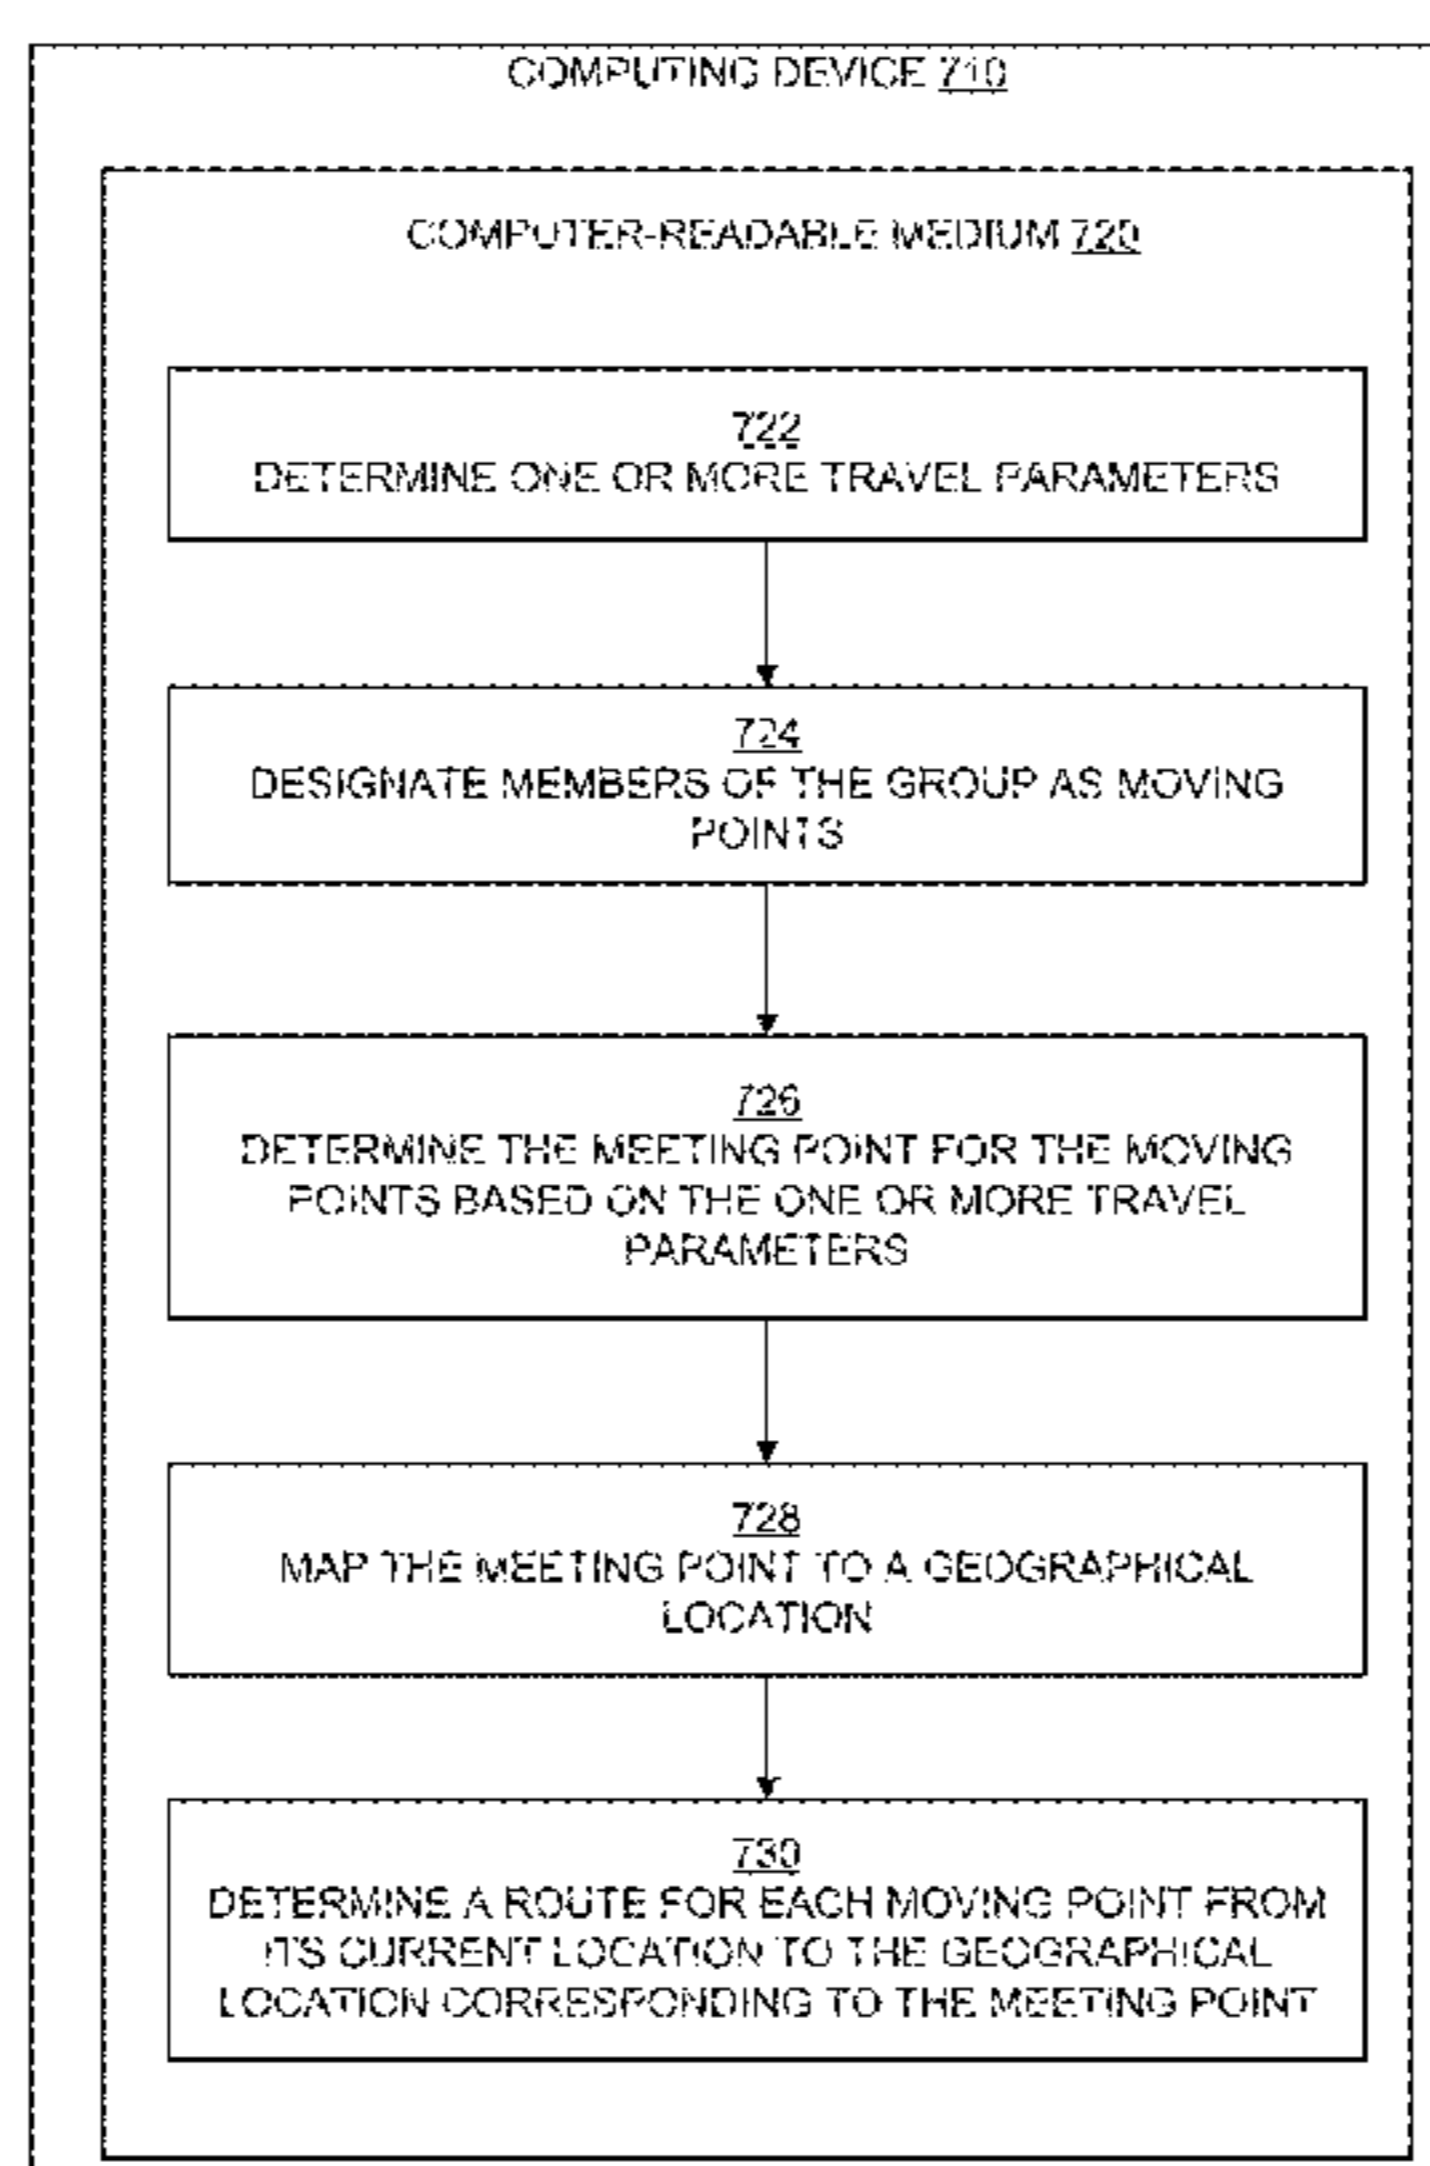 COMPUTING DEVICE 710
COMPUTER-READABLE MEDIUM 720
722
DETERMINE ONE OR MORE TRAVEL PARAMETERS
724
DESIGNATE MEMBERS OF THE GROUP AS MOVING
POINTS
726
DETERMINE THE MEETING POINT FOR THE MOVING
POINTS BASED ON THE ONE OR MORE TRAVEL
PARAMETERS
728
MAP THE MEETING POINT TO A GEOGRAPHICAL
LOCATION
730
DETERMINE A ROUTE FOR EACH MOVING POINT FROM
ITS CURRENT LOCATION TO THE GEOGRAPHICAL
LOCATION CORRESPONDING TO THE MEETING POINT